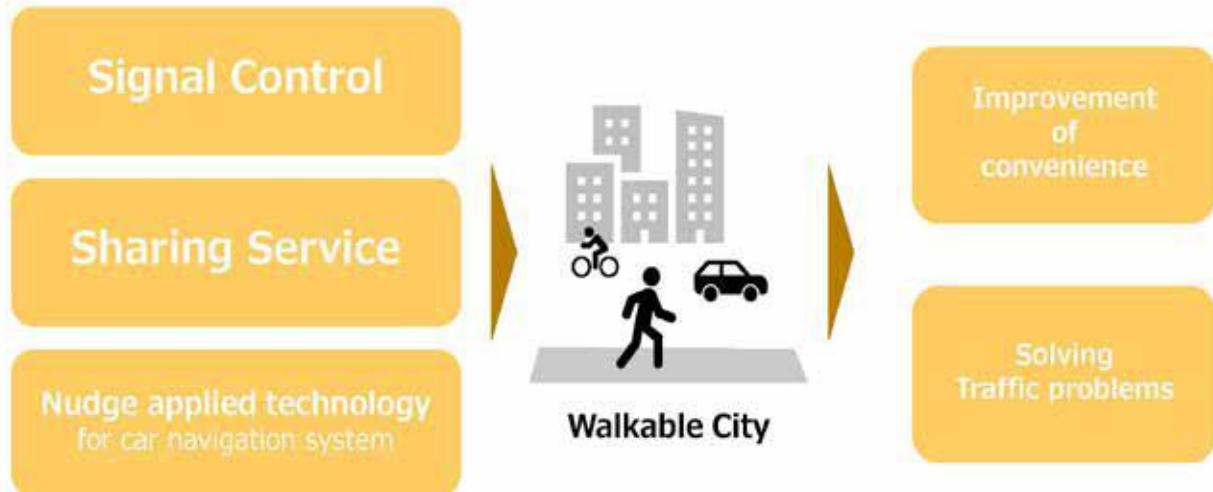 Signal Control
Sharing Service
Nudge applied technology
for car navigation system
Walkable City
Improvement
of
convenience
Solving
Traffic problems